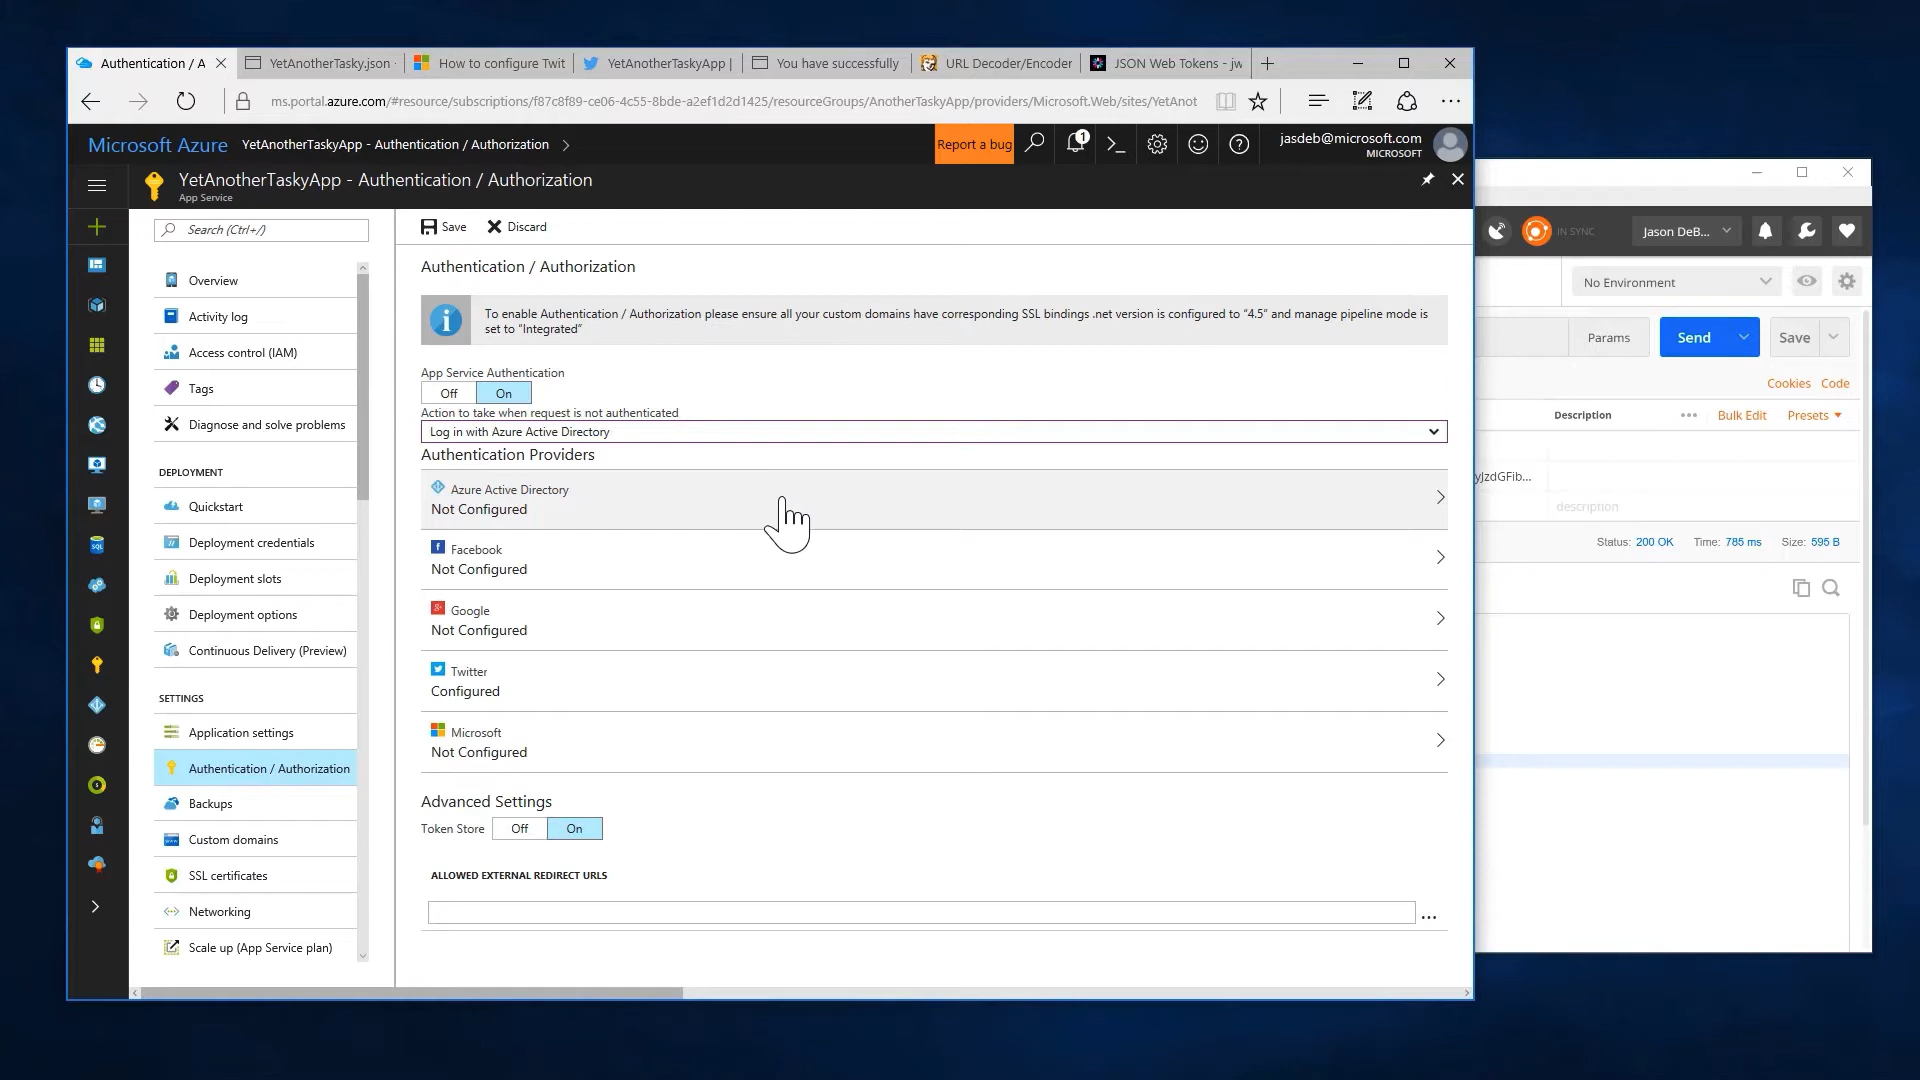 Authentication / A
YetAnotherTasky.json
How to configure Twit
YetAnotherTaskyApp |
You have successfully
URL Decoder/Encoder
JSON Web Tokens - jw
ms.portal.azure.com/#resource/subscriptions/f87c8f89-ce06-4c55-8bde-a2ef1d2d1425/resourceGroups/AnotherTaskyApp/providers/Microsoft.Web/sites/YetAnot
Microsoft Azure
YetAnotherTaskyApp - Authentication / Authorization
Report a bug
1
jasdeb@microsoft.com
MICROSOFT
YetAnotherTaskyApp - Authentication / Authorization
App Service
Search (Ctrl+/)
Overview
Activity log
Access control (IAM)
Tags
Diagnose and solve problems
DEPLOYMENT
Quickstart
Deployment credentials
Deployment slots
Deployment options
Continuous Delivery (Preview)
SETTINGS
Application settings
Authentication / Authorization
Backups
Custom domains
SSL certificates
Networking
Scale up (App Service plan)
Save
Discard
Authentication / Authorization
To enable Authentication / Authorization please ensure all your custom domains have corresponding SSL bindings .net version is configured to “4.5” and manage pipeline mode is
set to “Integrated”
App Service Authentication
Off
On
Action to take when request is not authenticated
Log in with Azure Active Directory
Authentication Providers
Azure Active Directory
Not Configured
Facebook
Not Configured
Google
Not Configured
Twitter
Configured
Microsoft
Not Configured
Advanced Settings
Token Store
Off
On
ALLOWED EXTERNAL REDIRECT URLS
...
IN SYNC
Jason DeB...
No Environment
Params
Send
Save
Cookies
Code
Description
Bulk Edit
Presets
yJzdGFib...
description
Status: 200 OK
Time: 785 ms
Size: 595 B